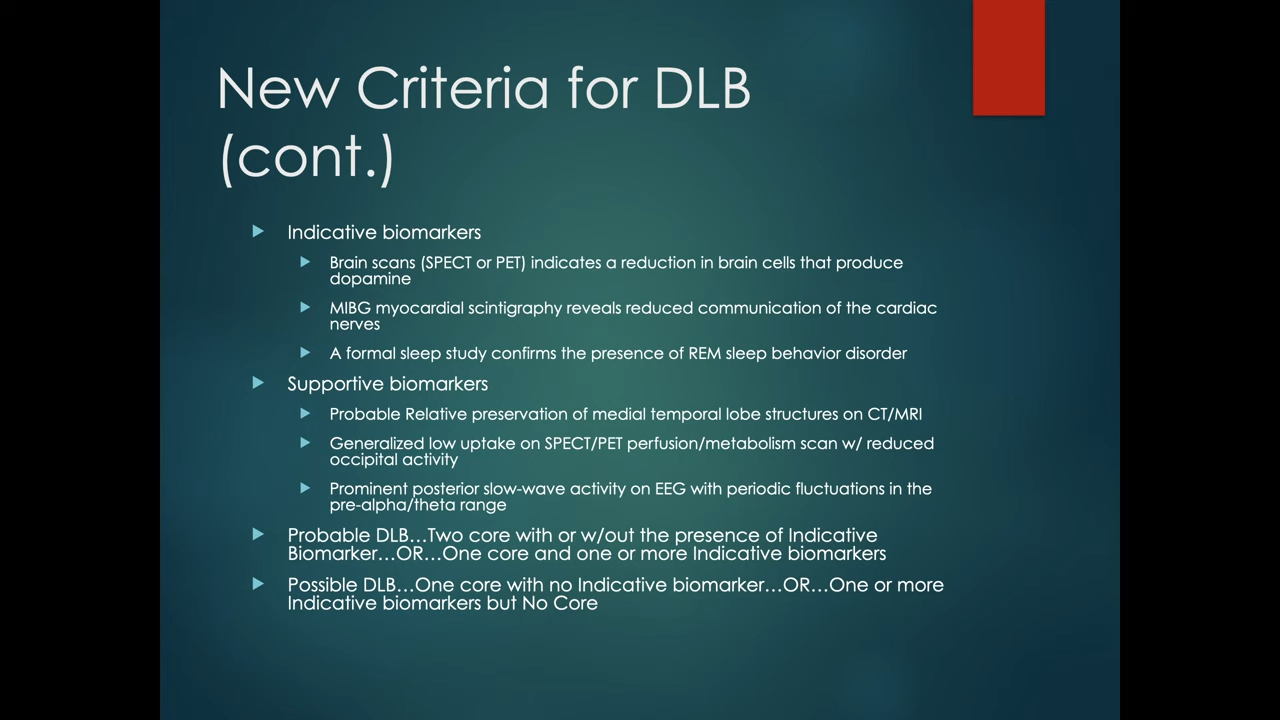 New Criteria for DLB
(cont.)
Indicative biomarkers
Brain scans (SPECT or PET) indicates a reduction in brain cells that produce
dopamine
MIBG myocardial scintigraphy reveals reduced communication of the cardiac
nerves
A formal sleep study confirms the presence of REM sleep behavior disorder
Supportive biomarkers
Probable Relative preservation of medial temporal lobe structures on CT/MRI
Generalized low uptake on SPECT/PET perfusion/metabolism scan w/ reduced
occipital activity
Prominent posterior slow-wave activity on EEG with periodic fluctuations in the
pre-alpha/theta range
Probable DLB…Two core with or w/out the presence of Indicative
Biomarker…OR…One core and one or more Indicative biomarkers
Possible DLB…One core with no Indicative biomarker…OR…One or more
Indicative biomarkers but No Core